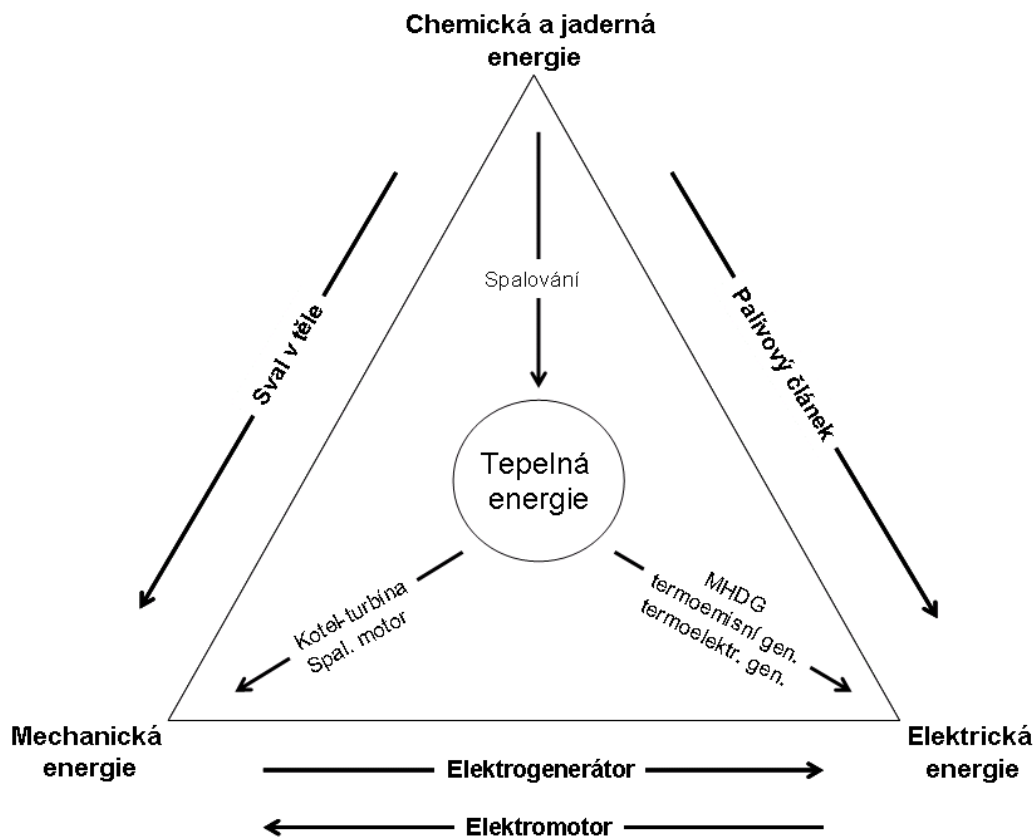 Chemická a jaderná
energie
Spalování
Sval v těle
Palivový článek
Tepelná
energie
Kotel-turbína
Spal. motor
MHDG
termoemisní gen.
termoelektr. gen.
Mechanická
energie
Elektrická
energie
Elektrogenerátor
Elektromotor